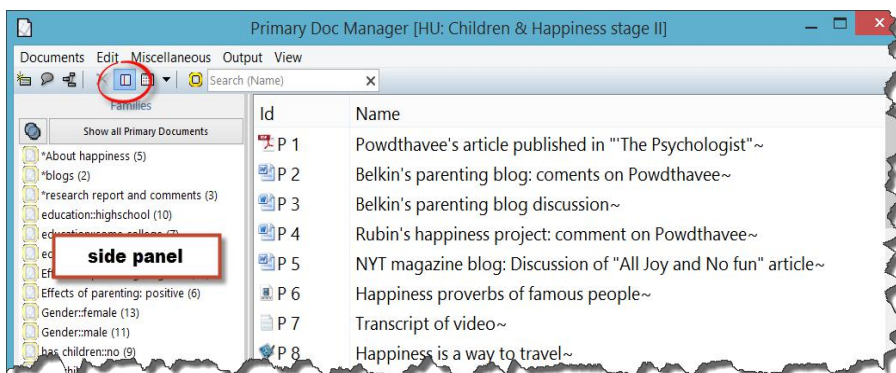 Primary Doc Manager [HU: Children & Happiness stage II]
Documents Edit Miscellaneous Output View
Search (Name)
Families
Show all Primary Documents
*About happiness (5)
*blogs (2)
*research report and comments (3)
education::highschool (10)
side panel
Effects of parenting: positive (6)
Gender::female (13)
Gender::male (11)
has children::no (9)
Id Name
P 1 Powdthavee's article published in "'The Psychologist"~
P 2 Belkin's parenting blog: coments on Powdthavee~
P 3 Belkin's parenting blog discussion~
P 4 Rubin's happiness project: comment on Powdthavee~
P 5 NYT magazine blog: Discussion of "All Joy and No fun" article~
P 6 Happiness proverbs of famous people~
P 7 Transcript of video~
P 8 Happiness is a way to travel~